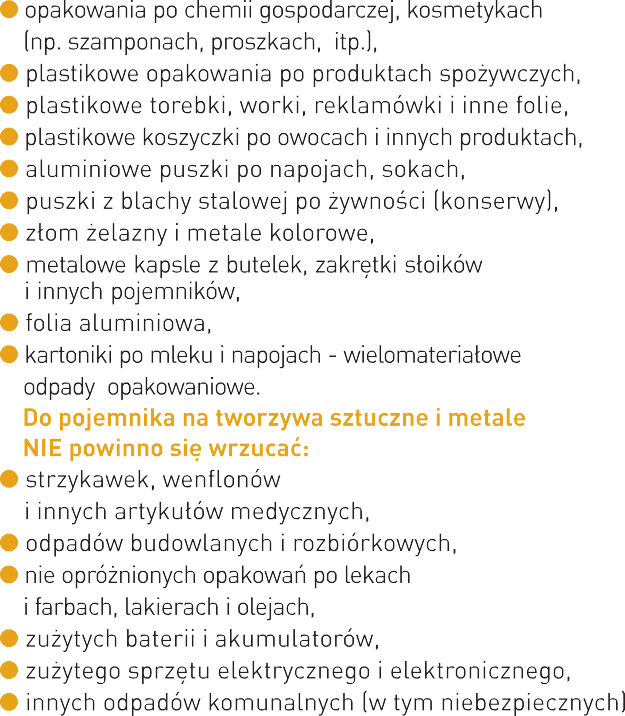 ● opakowania po chemii gospodarczej, kosmetykach
(np. szamponach, proszkach, itp.),
● plastikowe opakowania po produktach spożywczych,
● plastikowe torebki, worki, reklamówki i inne folie,
● plastikowe koszyczki po owocach i innych produktach,
● aluminiowe puszki po napojach, sokach,
● puszki z blachy stalowej po żywności (konserwy),
● złom żelazny i metale kolorowe,
● metalowe kapsle z butelek, zakrętki słoików
i innych pojemników,
● folia aluminiowa,
● kartoniki po mleku i napojach - wielomateriałowe
odpady opakowaniowe.
Do pojemnika na tworzywa sztuczne i metale
NIE powinno się wrzucać:
● strzykawek, wenflonów
i innych artykułów medycznych,
● odpadów budowlanych i rozbiórkowych,
● nie opróżnionych opakowań po lekach
i farbach, lakierach i olejach,
● zużytych baterii i akumulatorów,
● zużytego sprzętu elektrycznego i elektronicznego,
● innych odpadów komunalnych (w tym niebezpiecznych)